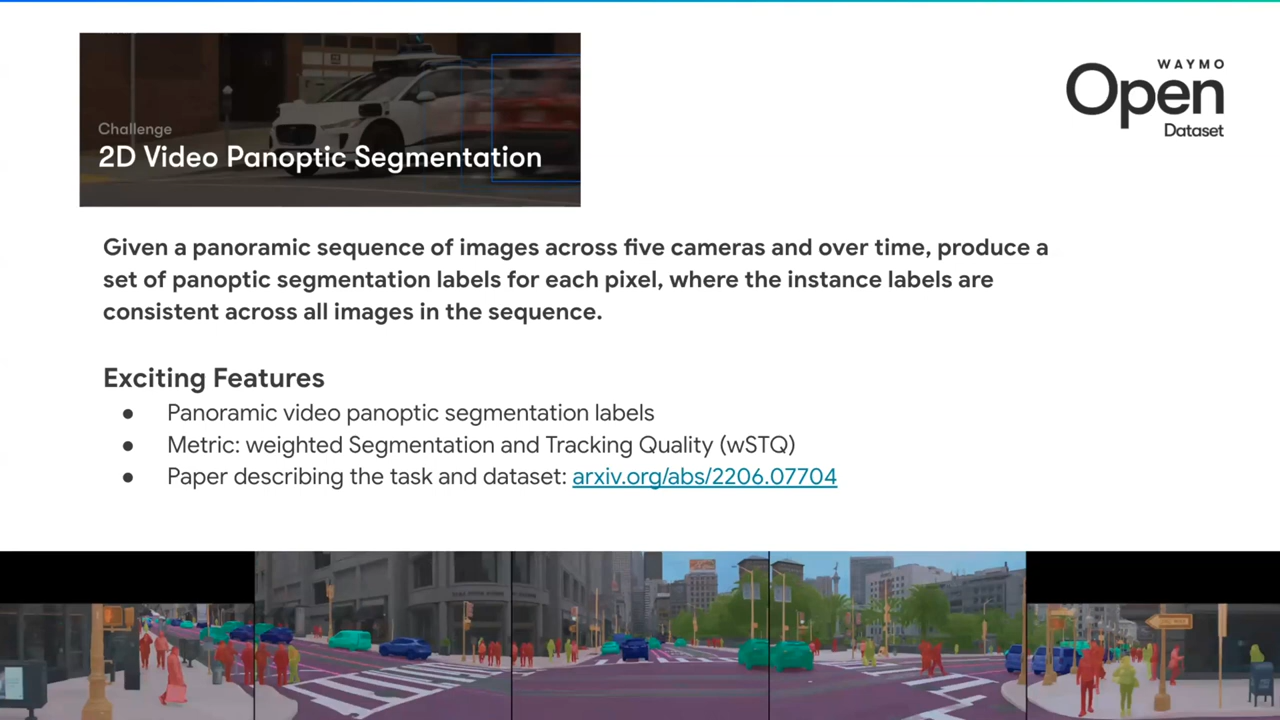 WAYMO
Open
Dataset
Challenge
2D Video Panoptic Segmentation
Given a panoramic sequence of images across five cameras and over time, produce a
set of panoptic segmentation labels for each pixel, where the instance labels are
consistent across all images in the sequence.
Exciting Features
● Panoramic video panoptic segmentation labels
● Metric: weighted Segmentation and Tracking Quality (wSTQ)
● Paper describing the task and dataset: arxiv.org/abs/2206.07704